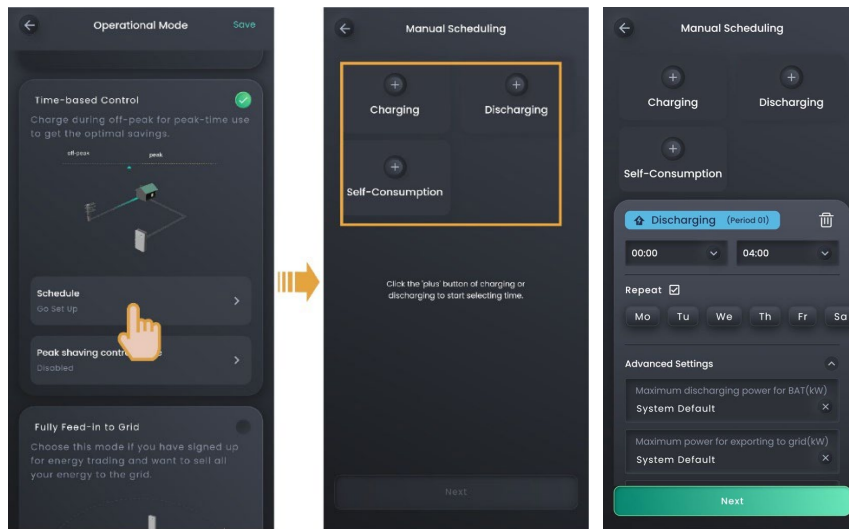 Operational Mode
Save
Time-based Control
Charge during off-peak for peak-time use
to get the optimal savings.
off-peak
peak
Schedule
Go Set Up
Peak shaving contr
Disabled
Fully Feed-in to Grid
Choose this mode if you have signed up
for energy trading and want to sell all
your energy to the grid.
Manual Scheduling
Charging
Discharging
Self-Consumption
Click the 'plus' button of charging or
discharging to start selecting time.
Next
Manual Scheduling
Charging
Discharging
Self-Consumption
Discharging (Period 01)
00:00
04:00
Repeat
Mo Tu We Th Fr Sa
Advanced Settings
Maximum discharging power for BAT(kW)
System Default
Maximum power for exporting to grid(kW)
System Default
Next